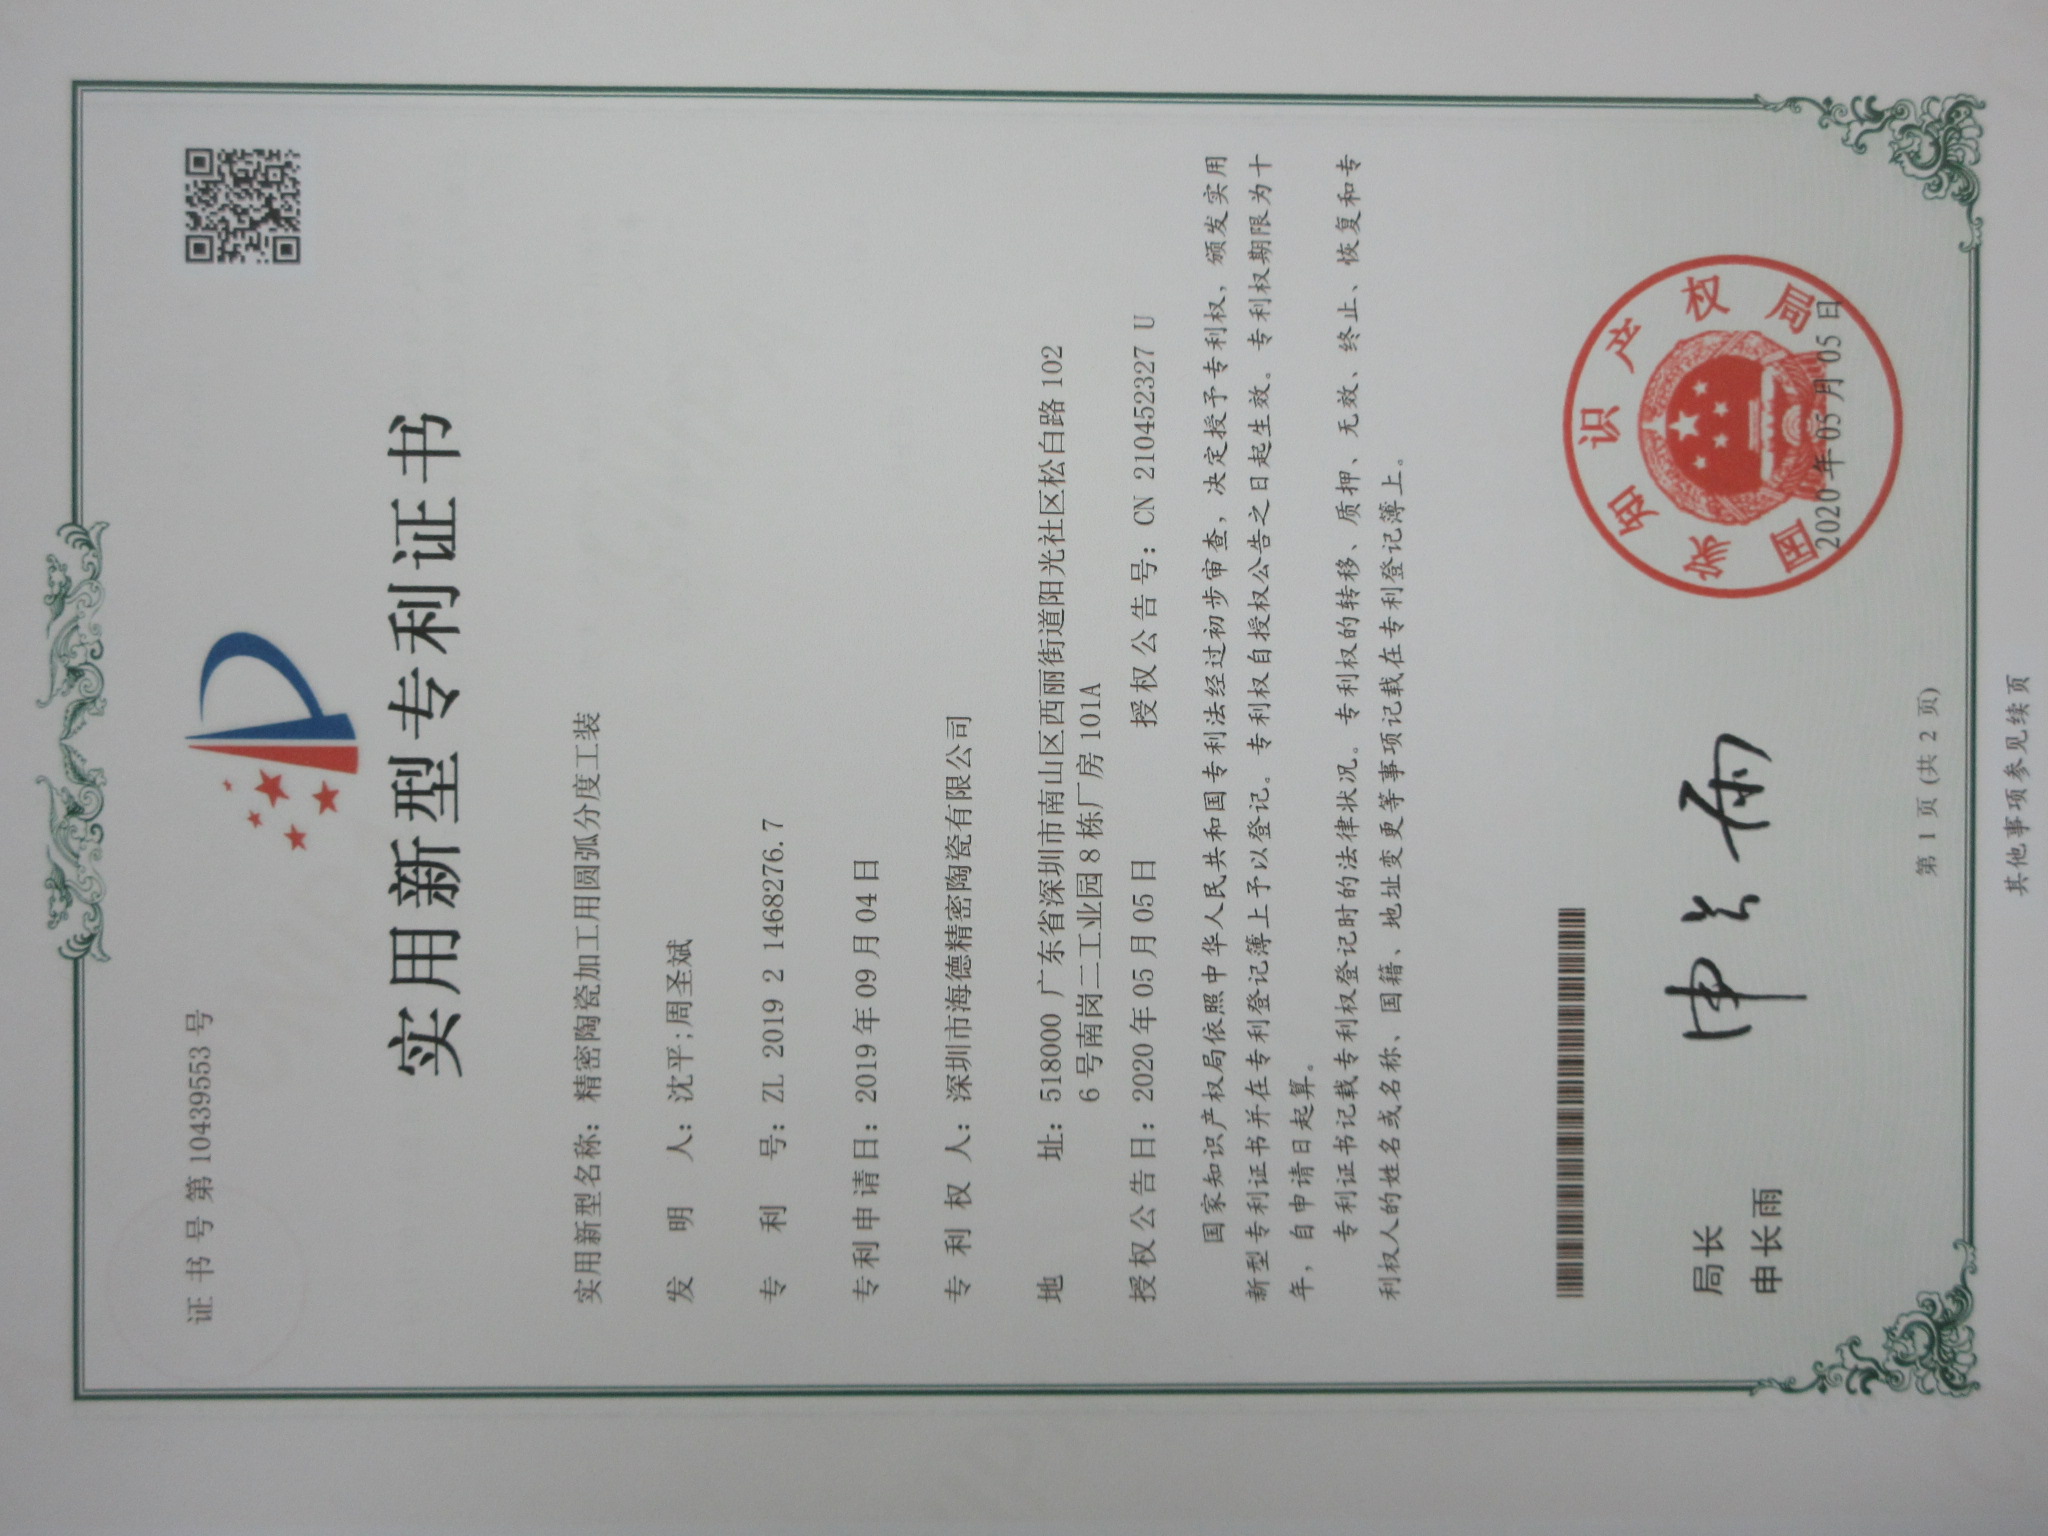 证书号第10439553号
实用新型专利证书
实用新型名称：精密陶瓷加工用圆弧分度工装
发明人：沈平;周圣斌
专利号：ZL 2019 2 1468276.7
专利申请日：2019年09月04日
专利权人：深圳市海德精密陶瓷有限公司
地址：518000 广东省深圳市南山区西丽街道阳光社区松白路102
6号南岗二工业园8栋厂房101A
授权公告日：2020年05月05日 授权公告号：CN 210452327 U
国家知识产权局依照中华人民共和国专利法经过初步审查，决定授予专利权，颁发实用
新型专利证书并在专利登记簿上予以登记。专利权自授权公告之日起生效。专利权期限为十
年，自申请日起算。
专利证书记载专利权登记时的法律状况。专利权的转移、质押、无效、终止、恢复和专
利权人的姓名或名称、国籍、地址变更等事项记载在专利登记簿上。
局长
申长雨
申长雨
国家知识产权局
2020年05月05日
第 1 页 (共 2 页)
其他事项参见续页